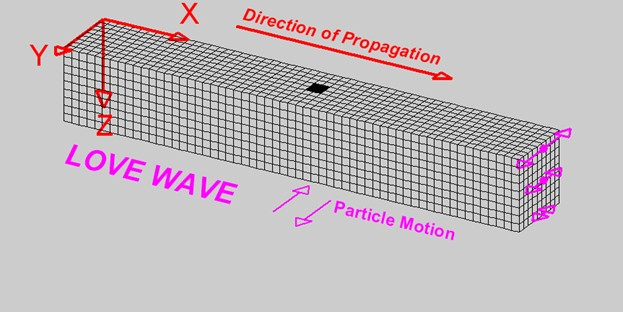 X
Direction of Propagation
Y
Z
LOVE WAVE
Particle Motion